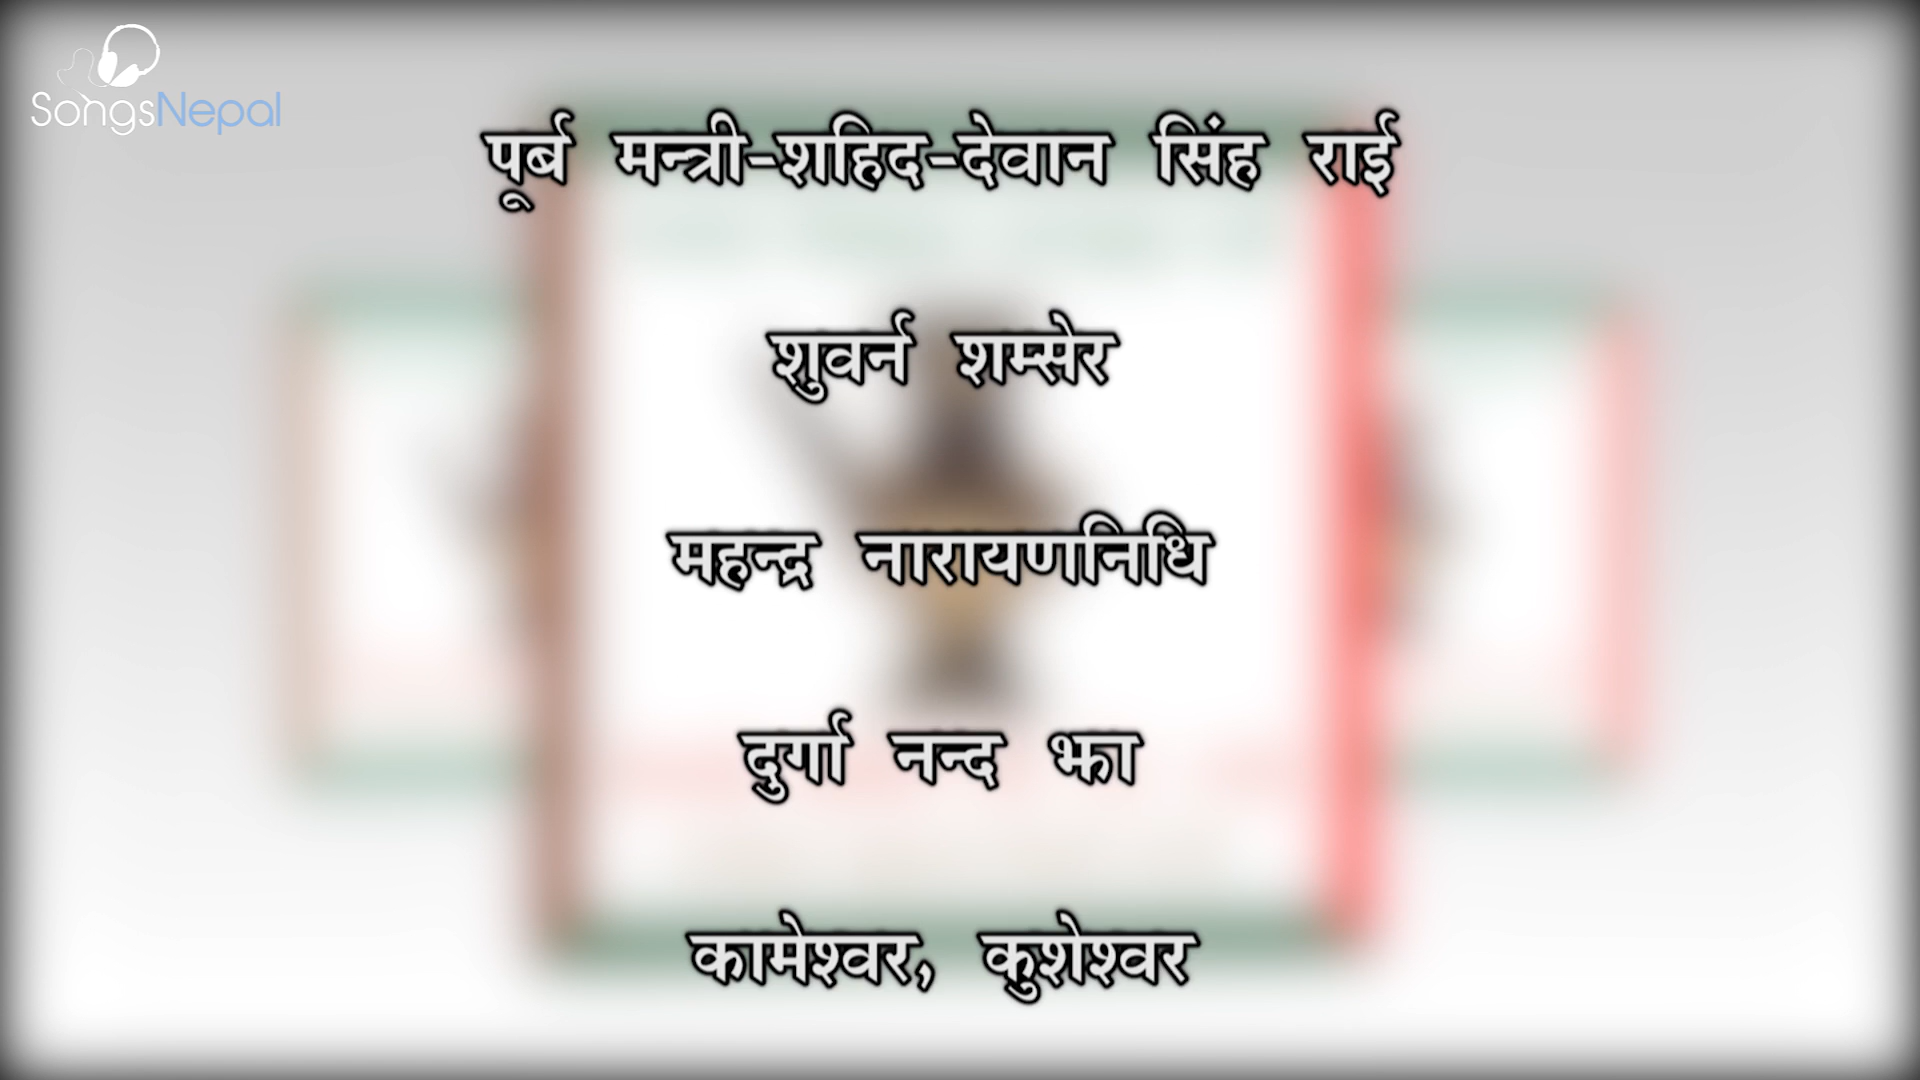 SongsNepal
पूर्ब मन्त्री-शहिद-देवान सिंह राई
शुवर्न शम्सेर
महन्द्र नारायणनिधि
दुर्गा नन्द झा
कामेश्वर, कुशेश्वर